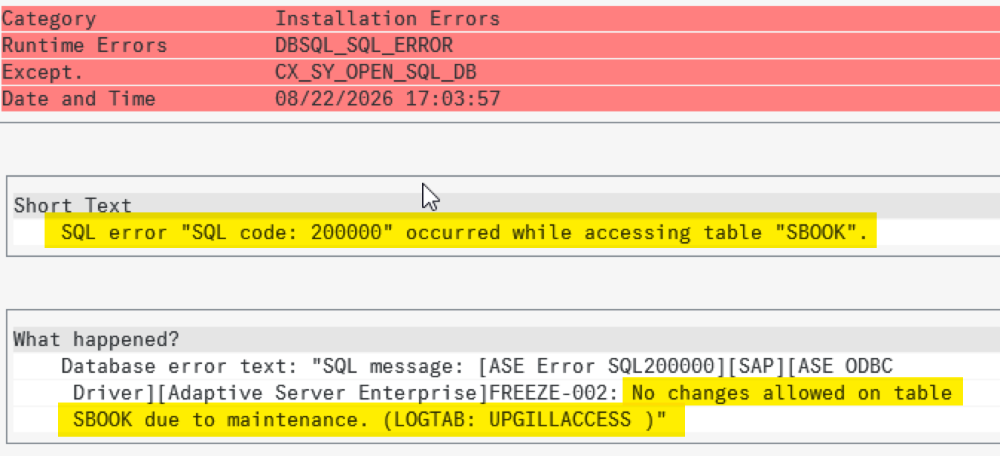 Category Installation Errors
Runtime Errors DBSQL_SQL_ERROR
Except. CX_SY_OPEN_SQL_DB
Date and Time 08/22/2026 17:03:57
Short Text
SQL error "SQL code: 200000" occurred while accessing table "SBOOK".
What happened?
Database error text: "SQL message: [ASE Error SQL200000][SAP][ASE ODBC
Driver][Adaptive Server Enterprise]FREEZE-002: No changes allowed on table
SBOOK due to maintenance. (LOGTAB: UPGILLACCESS )"